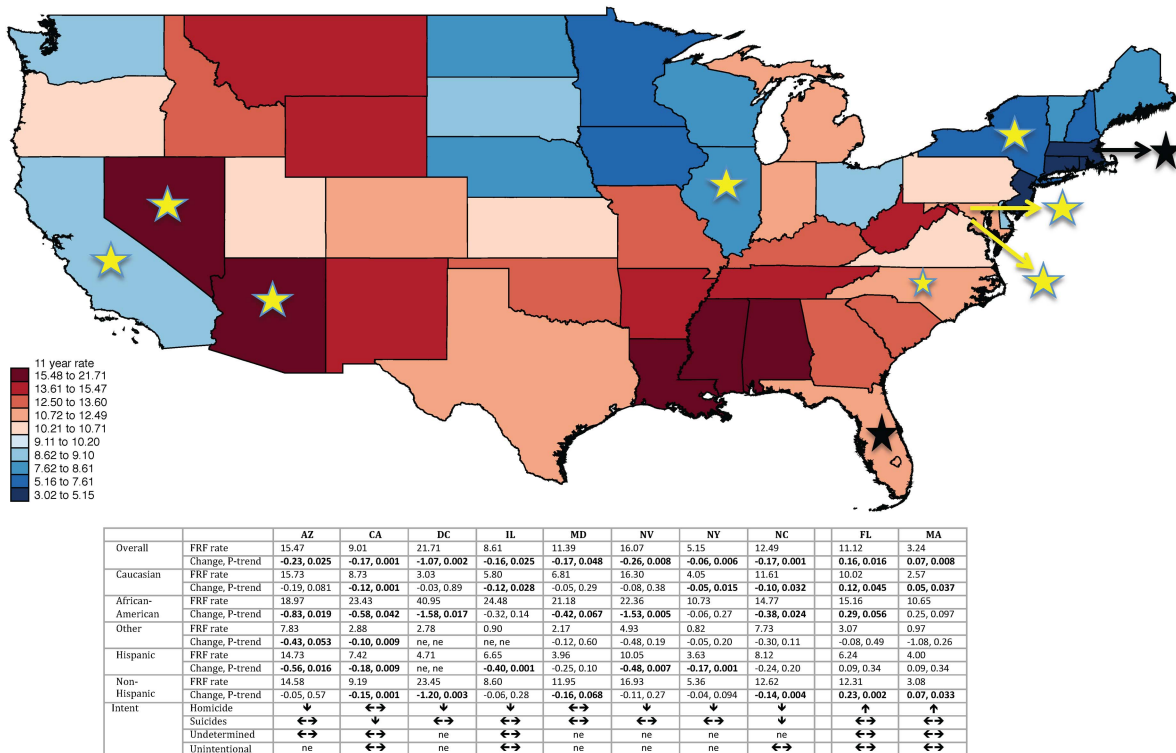 11 year rate
15.48 to 21.71
13.61 to 15.47
12.50 to 13.60
10.72 to 12.49
10.21 to 10.71
9.11 to 10.20
8.62 to 9.10
7.62 to 8.61
5.16 to 7.61
3.02 to 5.15
AZ CA DC IL MD NV NY NC FL MA
Overall FRF rate 15.47 9.01 21.71 8.61 11.39 16.07 5.15 12.49 11.12 3.24
Change, P-trend -0.23, 0.025 -0.17, 0.001 -1.07, 0.002 -0.16, 0.025 -0.17, 0.048 -0.26, 0.008 -0.06, 0.006 -0.17, 0.001 0.16, 0.016 0.07, 0.008
Caucasian FRF rate 15.73 8.73 3.03 5.80 6.81 16.30 4.05 11.61 10.02 2.57
Change, P-trend -0.19, 0.081 -0.12, 0.001 -0.03, 0.89 -0.12, 0.028 -0.05, 0.29 -0.08, 0.38 -0.05, 0.015 -0.10, 0.032 0.12, 0.045 0.05, 0.037
African-American FRF rate 18.97 23.43 40.95 24.48 21.18 22.36 10.73 14.77 15.16 10.65
Change, P-trend -0.83, 0.019 -0.58, 0.042 -1.58, 0.017 -0.32, 0.14 -0.42, 0.067 -1.53, 0.005 -0.06, 0.27 -0.38, 0.024 0.29, 0.056 0.25, 0.097
Other FRF rate 7.83 2.88 2.78 0.90 2.17 4.93 0.82 7.73 3.07 0.97
Change, P-trend -0.43, 0.053 -0.10, 0.009 ne, ne ne, ne -0.12, 0.60 -0.48, 0.19 -0.05, 0.20 -0.30, 0.11 -0.08, 0.49 -1.08, 0.26
Hispanic FRF rate 14.73 7.42 4.71 6.65 3.96 10.05 3.63 8.12 6.24 4.00
Change, P-trend -0.56, 0.016 -0.18, 0.009 ne, ne -0.40, 0.001 -0.25, 0.10 -0.48, 0.007 -0.17, 0.001 -0.24, 0.20 0.09, 0.34 0.09, 0.34
Non-Hispanic FRF rate 14.58 9.19 23.45 8.60 11.95 16.93 5.36 12.62 12.31 3.08
Change, P-trend -0.05, 0.57 -0.15, 0.001 -1.20, 0.003 -0.06, 0.28 -0.16, 0.068 -0.11, 0.27 -0.04, 0.094 -0.14, 0.004 0.23, 0.002 0.07, 0.033
Intent Homicide ↓ ↔ ↓ ↓ ↔ ↓ ↓ ↓ ↑ ↑
Suicides ↔ ↓ ↔ ↔ ↔ ↔ ↔ ↓ ↔ ↔
Undetermined ↔ ↔ ne ↔ ne ne ne ne ↔ ↔
Unintentional ne ↔ ne ↔ ne ne ne ↔ ↔ ↔